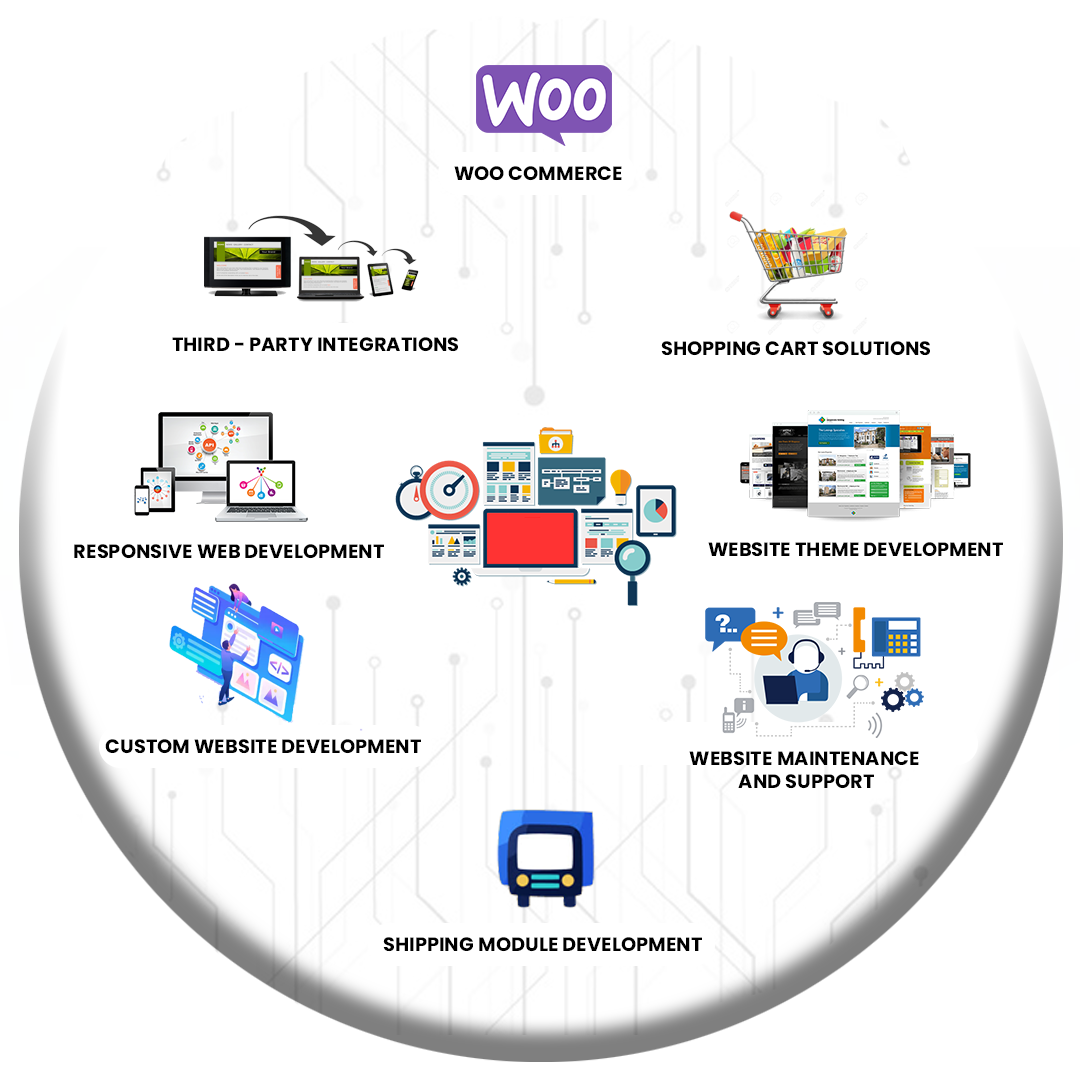 WOO
WOO COMMERCE
THIRD - PARTY INTEGRATIONS
SHOPPING CART SOLUTIONS
API
RESPONSIVE WEB DEVELOPMENT
WEBSITE THEME DEVELOPMENT
</>
?..
i
CUSTOM WEBSITE DEVELOPMENT
WEBSITE MAINTENANCE
AND SUPPORT
SHIPPING MODULE DEVELOPMENT